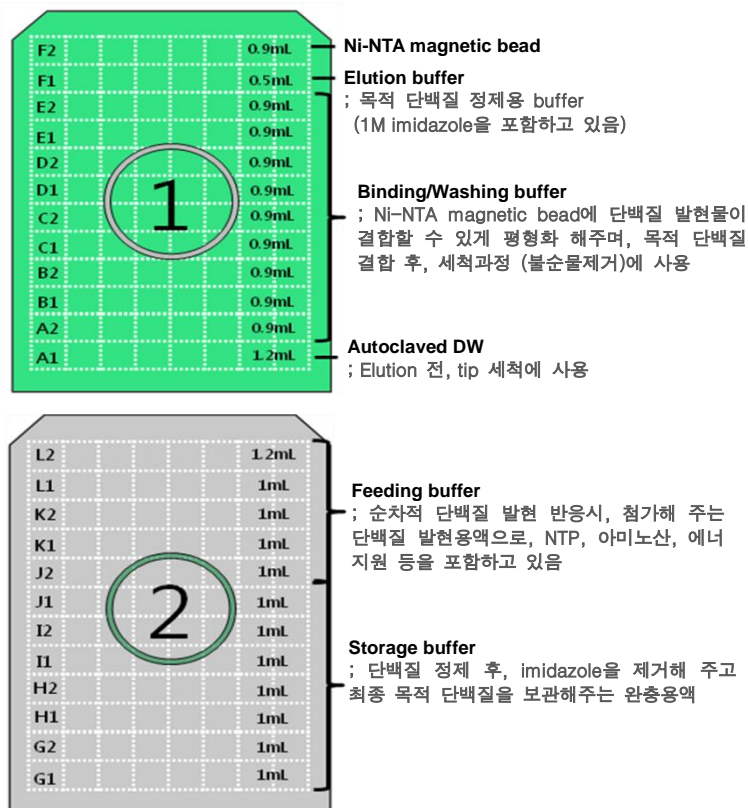 F2 0.9mL
F1 0.5mL
E2 0.9mL
E1 0.9mL
D2 0.9mL
D1 0.9mL
C2 0.9mL
C1 0.9mL
B2 0.9mL
B1 0.9mL
A2 0.9mL
A1 1.2mL
1
Ni-NTA magnetic bead
Elution buffer
; 목적 단백질 정제용 buffer
(1M imidazole을 포함하고 있음)
Binding/Washing buffer
; Ni-NTA magnetic bead에 단백질 발현물이
결합할 수 있게 평형화 해주며, 목적 단백질
결합 후, 세척과정 (불순물제거)에 사용
Autoclaved DW
; Elution 전, tip 세척에 사용
L2 1.2mL
L1 1mL
K2 1mL
K1 1mL
J2 1mL
J1 1mL
I2 1mL
I1 1mL
H2 1mL
H1 1mL
G2 1mL
G1 1mL
2
Feeding buffer
; 순차적 단백질 발현 반응시, 첨가해 주는
단백질 발현용액으로, NTP, 아미노산, 에너
지원 등을 포함하고 있음
Storage buffer
; 단백질 정제 후, imidazole을 제거해 주고
최종 목적 단백질을 보관해주는 완충용액